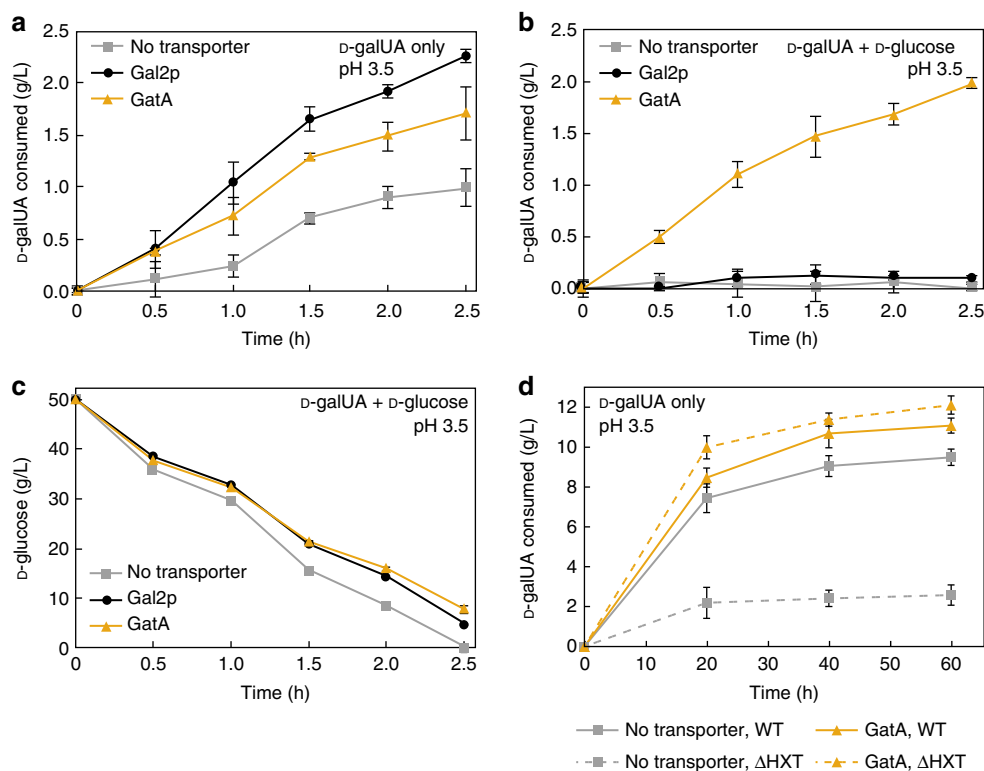 a
D-galUA consumed (g/L)
2.5
2.0
1.5
1.0
0.5
0.0
No transporter
Gal2p
GatA
D-galUA only
pH 3.5
0 0.5 1.0 1.5 2.0 2.5
Time (h)
b
D-galUA consumed (g/L)
2.5
2.0
1.5
1.0
0.5
0.0
No transporter
Gal2p
GatA
D-galUA + D-glucose
pH 3.5
0 0.5 1.0 1.5 2.0 2.5
Time (h)
c
D-glucose (g/L)
50
40
30
20
10
0
D-galUA + D-glucose
pH 3.5
No transporter
Gal2p
GatA
0 0.5 1.0 1.5 2.0 2.5
Time (h)
d
D-galUA consumed (g/L)
12
10
8
6
4
2
0
D-galUA only
pH 3.5
0 10 20 30 40 50 60
Time (h)
No transporter, WT
GatA, WT
No transporter, ΔHXT
GatA, ΔHXT